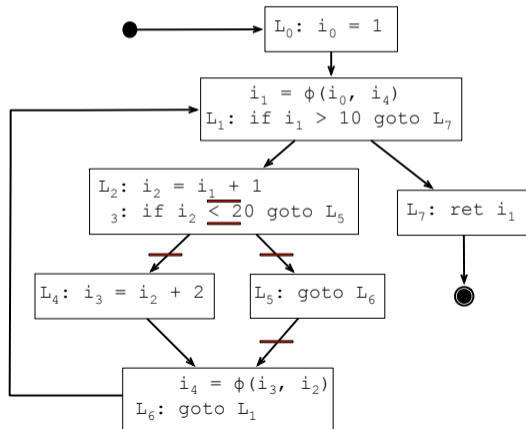 L₀: i₀ = 1
i₁ = ϕ(i₀, i₄)
L₁: if i₁ > 10 goto L₇
L₂: i₂ = i₁ + 1
3: if i₂ < 20 goto L₅
L₇: ret i₁
L₄: i₃ = i₂ + 2
L₅: goto L₆
i₄ = ϕ(i₃, i₂)
L₆: goto L₁